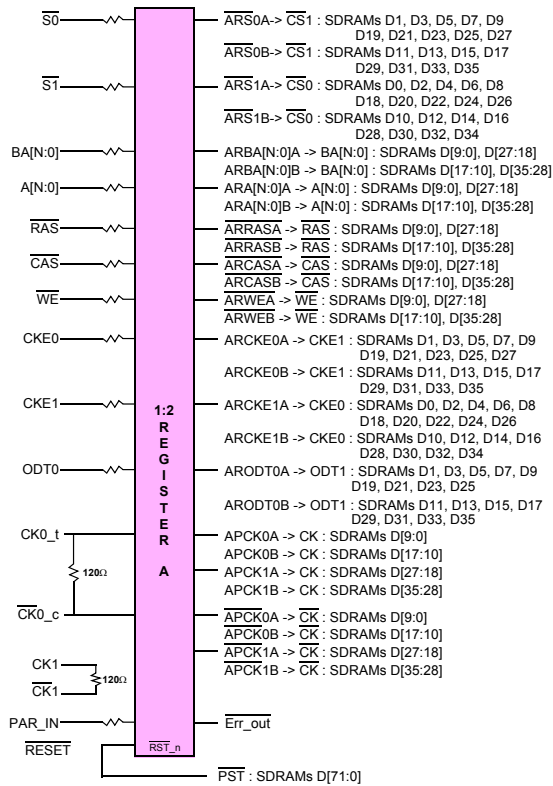 S0
ARS0A-> CS1 : SDRAMs D1, D3, D5, D7, D9
D19, D21, D23, D25, D27
ARS0B-> CS1 : SDRAMs D11, D13, D15, D17
D29, D31, D33, D35
S1
ARS1A-> CS0 : SDRAMs D0, D2, D4, D6, D8
D18, D20, D22, D24, D26
ARS1B-> CS0 : SDRAMs D10, D12, D14, D16
D28, D30, D32, D34
BA[N:0]
ARBA[N:0]A -> BA[N:0] : SDRAMs D[9:0], D[27:18]
ARBA[N:0]B -> BA[N:0] : SDRAMs D[17:10], D[35:28]
A[N:0]
ARA[N:0]A -> A[N:0] : SDRAMs D[9:0], D[27:18]
ARA[N:0]B -> A[N:0] : SDRAMs D[17:10], D[35:28]
RAS
ARRASA -> RAS : SDRAMs D[9:0], D[27:18]
ARRASB -> RAS : SDRAMs D[17:10], D[35:28]
CAS
ARCASA -> CAS : SDRAMs D[9:0], D[27:18]
ARCASB -> CAS : SDRAMs D[17:10], D[35:28]
WE
ARWEA -> WE : SDRAMs D[9:0], D[27:18]
ARWEB -> WE : SDRAMs D[17:10], D[35:28]
CKE0
ARCKE0A -> CKE1 : SDRAMs D1, D3, D5, D7, D9
D19, D21, D23, D25, D27
ARCKE0B -> CKE1 : SDRAMs D11, D13, D15, D17
D29, D31, D33, D35
CKE1
ARCKE1A -> CKE0 : SDRAMs D0, D2, D4, D6, D8
D18, D20, D22, D24, D26
ARCKE1B -> CKE0 : SDRAMs D10, D12, D14, D16
D28, D30, D32, D34
1:2
R
E
G
I
S
T
E
R
A
ODT0
ARODT0A -> ODT1 : SDRAMs D1, D3, D5, D7, D9
D19, D21, D23, D25
ARODT0B -> ODT1 : SDRAMs D11, D13, D15, D17
D29, D31, D33, D35
CK0_t
APCK0A -> CK : SDRAMs D[9:0]
APCK0B -> CK : SDRAMs D[17:10]
APCK1A -> CK : SDRAMs D[27:18]
APCK1B -> CK : SDRAMs D[35:28]
120Ω
CK0_c
APCK0A -> CK : SDRAMs D[9:0]
APCK0B -> CK : SDRAMs D[17:10]
APCK1A -> CK : SDRAMs D[27:18]
APCK1B -> CK : SDRAMs D[35:28]
CK1
120Ω
CK1
PAR_IN
Err_out
RESET
RST_n
PST : SDRAMs D[71:0]